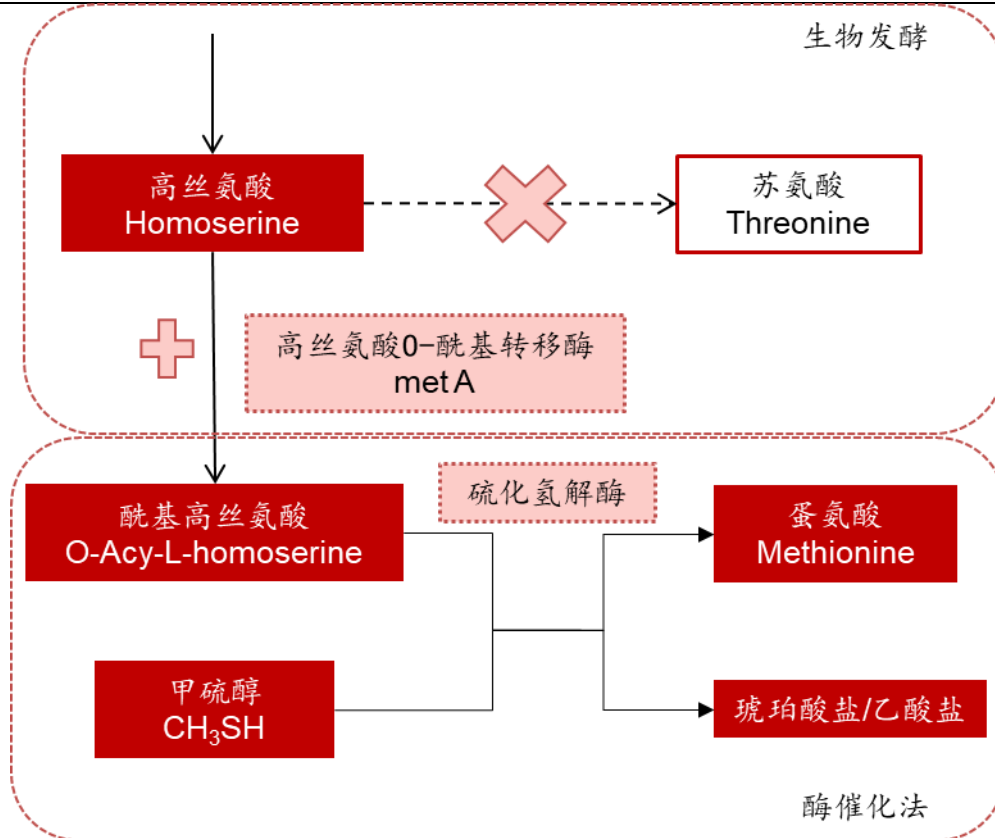 生物发酵
高丝氨酸
Homoserine
苏氨酸
Threonine
高丝氨酸0-酰基转移酶
met A
酰基高丝氨酸
O-Acy-L-homoserine
硫化氢解酶
蛋氨酸
Methionine
甲硫醇
CH₃SH
琥珀酸盐/乙酸盐
酶催化法